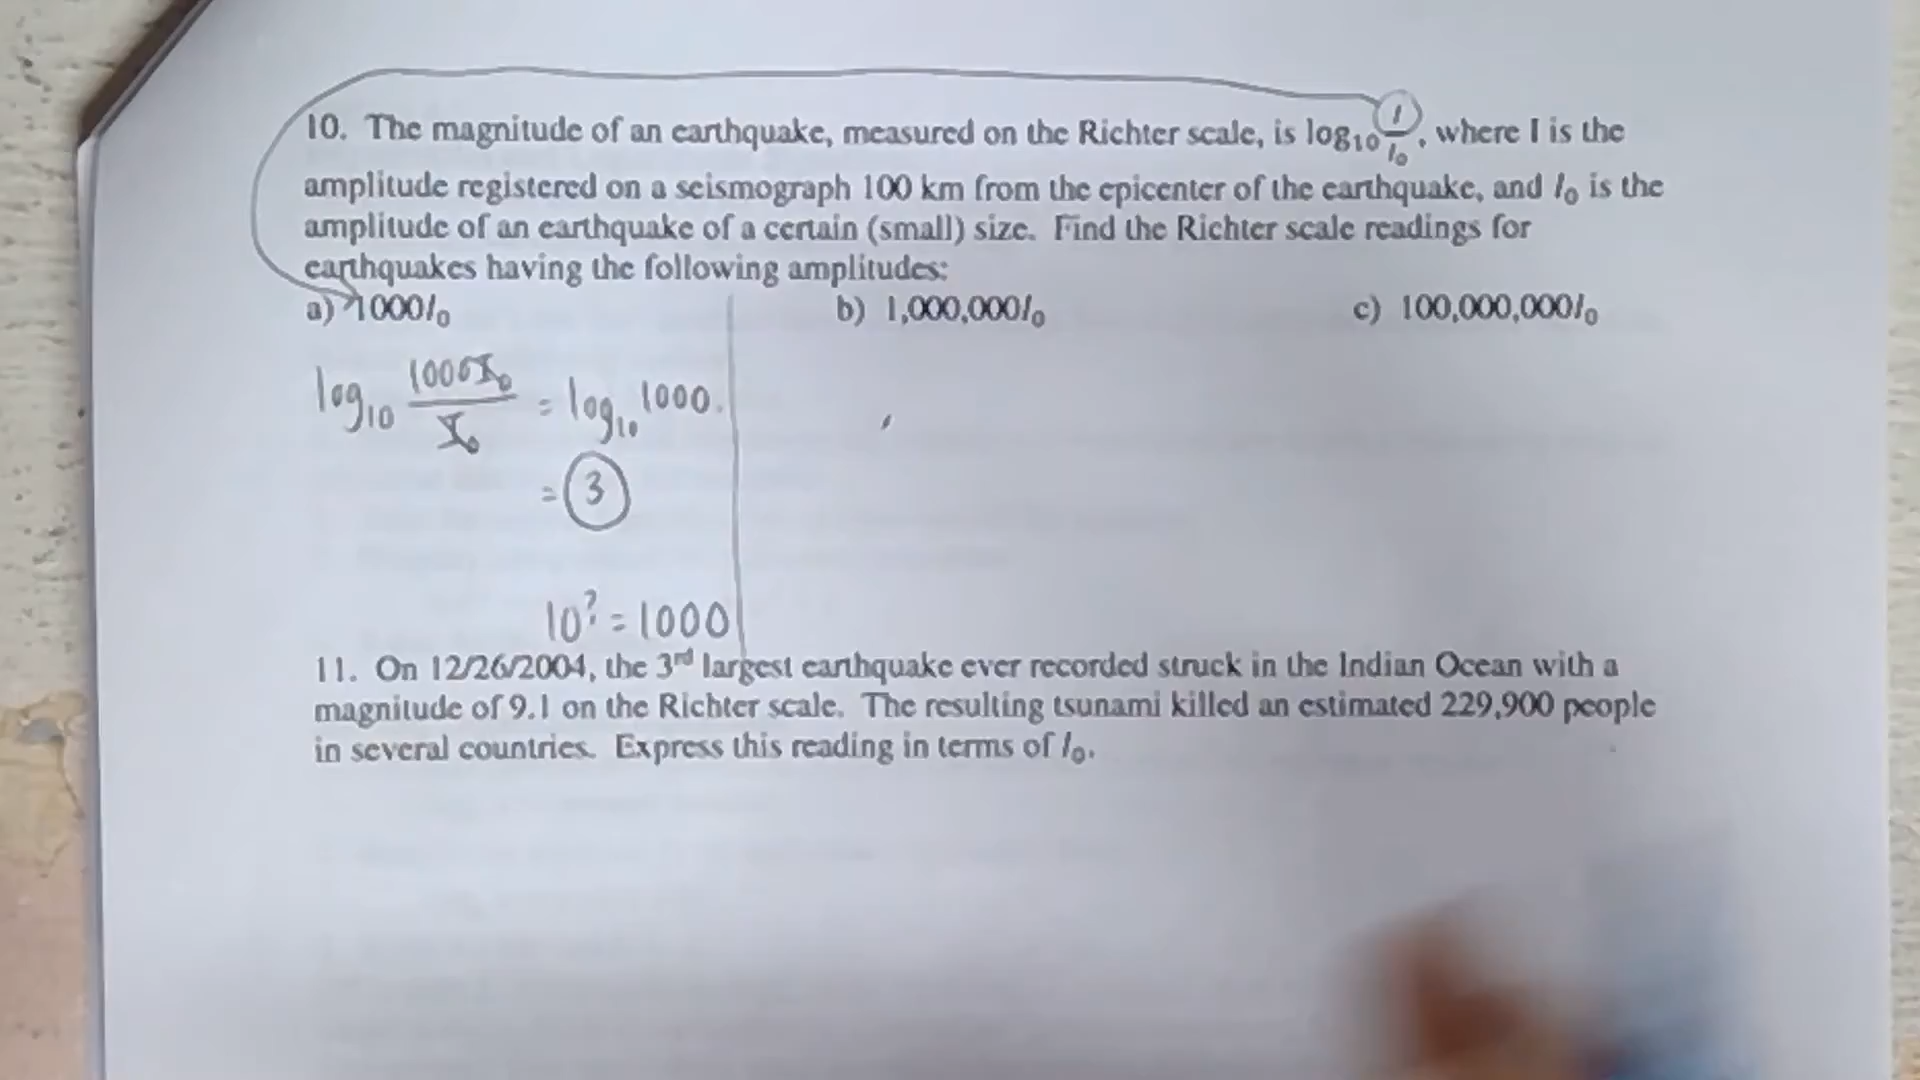 10. The magnitude of an earthquake, measured on the Richter scale, is log₁₀ I/I₀, where I is the
amplitude registered on a seismograph 100 km from the epicenter of the earthquake, and I₀ is the
amplitude of an earthquake of a certain (small) size. Find the Richter scale readings for
earthquakes having the following amplitudes:
a) 1000I₀ b) 1,000,000I₀ c) 100,000,000I₀
log₁₀ 1000I₀/I₀ = log₁₀ 1000.
= 3
10^? = 1000
11. On 12/26/2004, the 3rd largest earthquake ever recorded struck in the Indian Ocean with a
magnitude of 9.1 on the Richter scale. The resulting tsunami killed an estimated 229,900 people
in several countries. Express this reading in terms of I₀.